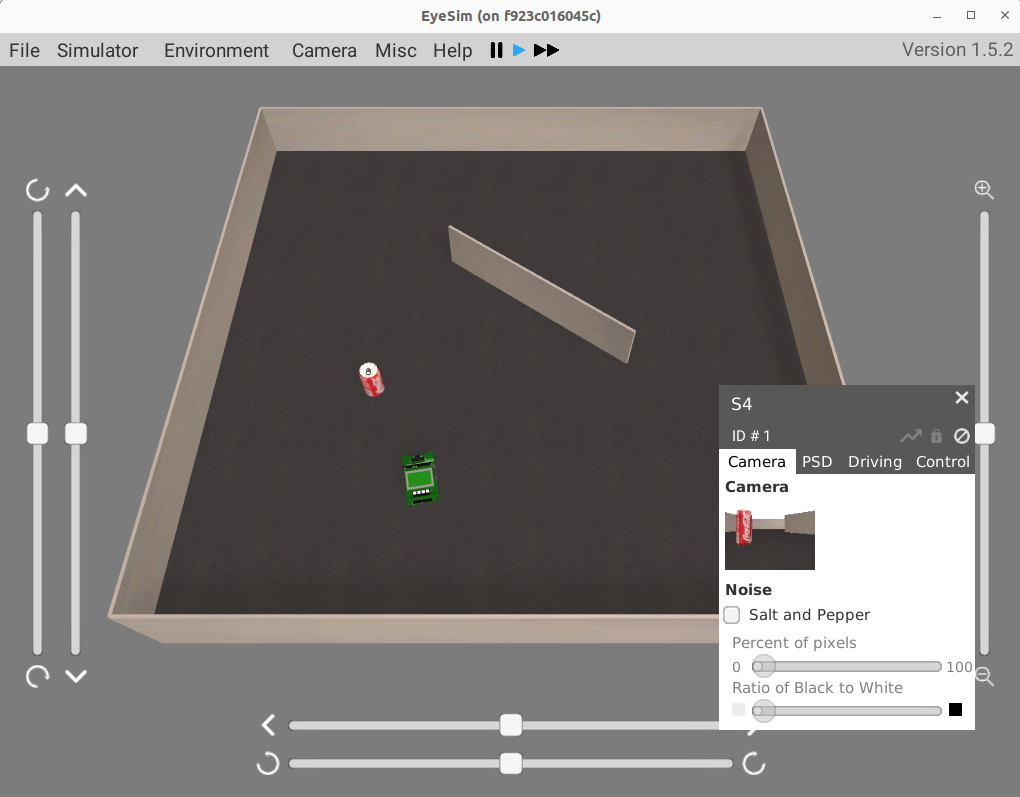 EyeSim (on f923c016045c)
File Simulator Environment Camera Misc Help Version 1.5.2
S4
ID # 1
Camera PSD Driving Control
Camera
Noise
Salt and Pepper
Percent of pixels
0 100
Ratio of Black to White